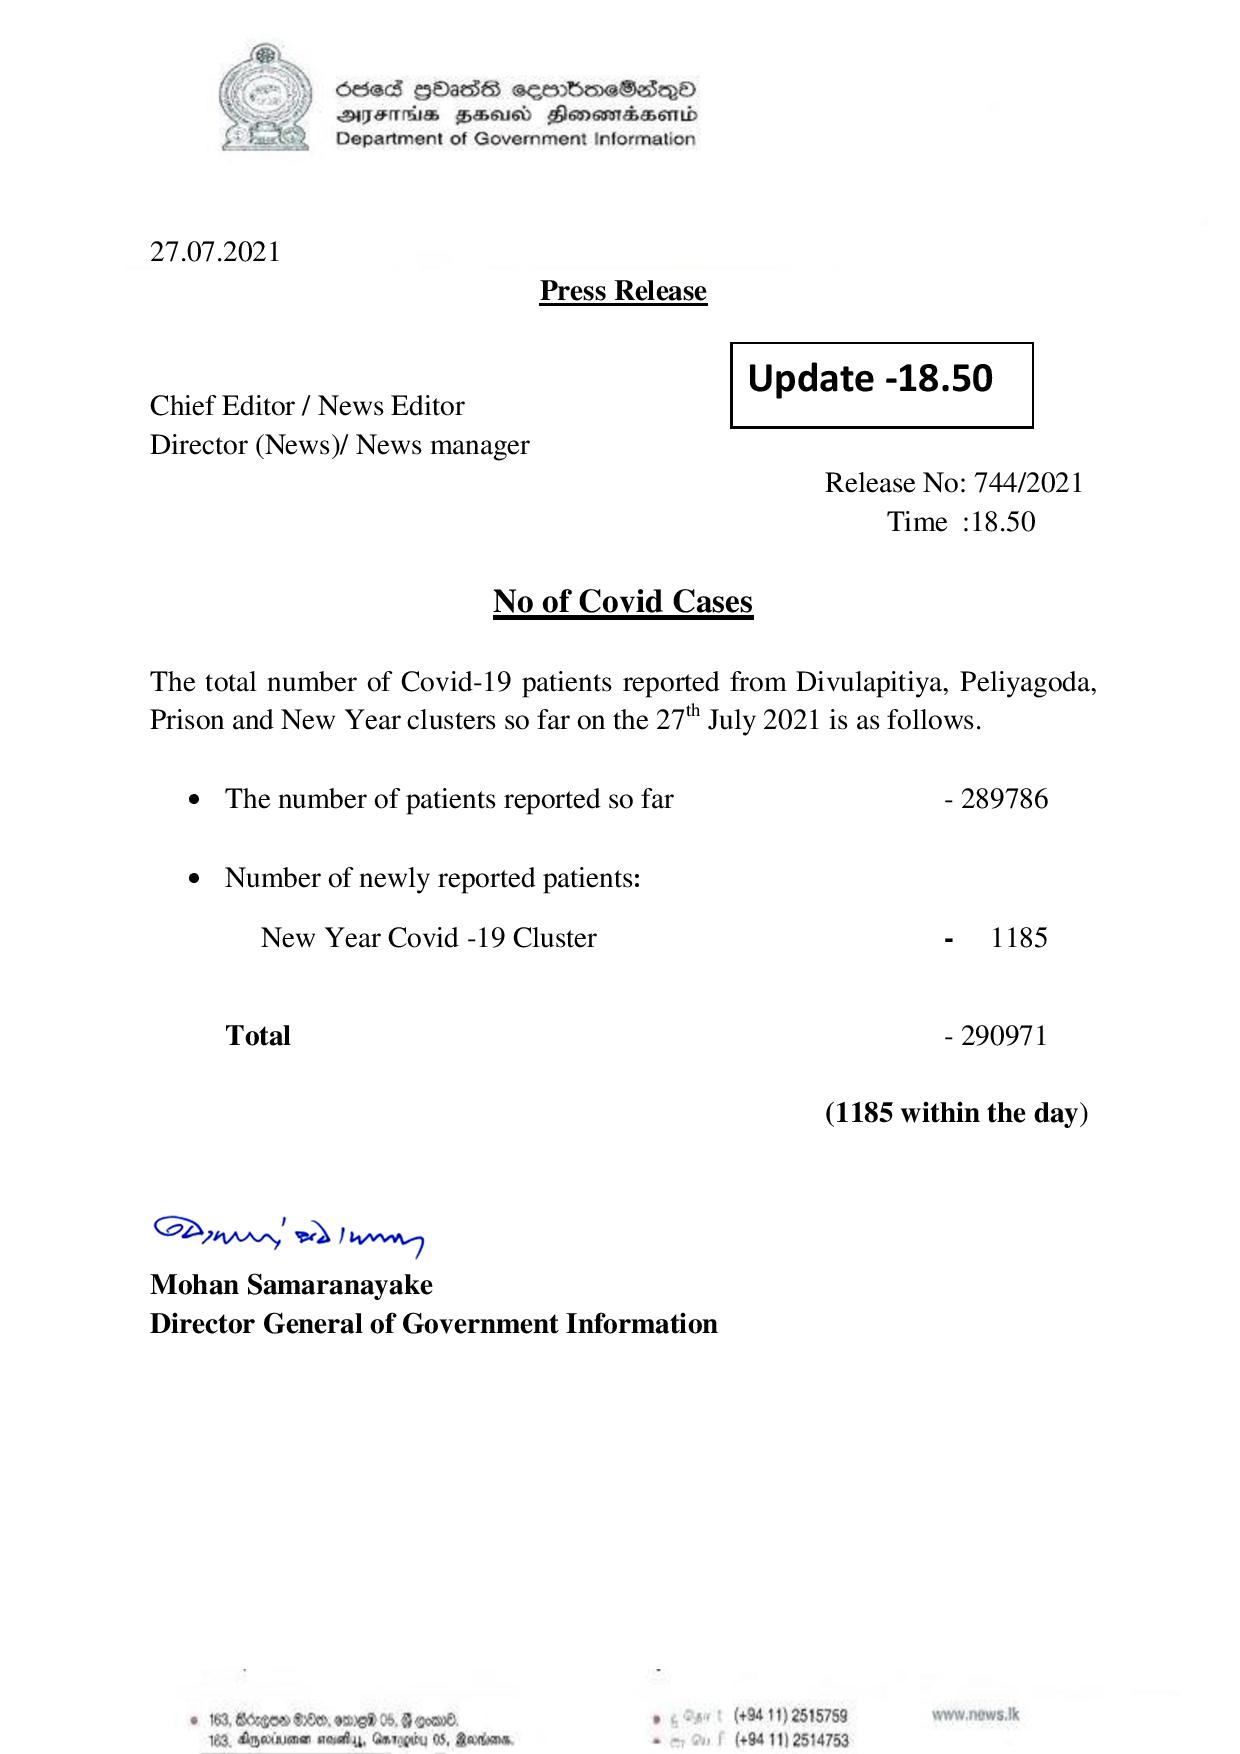 රජයේ ප්‍රවෘත්ති දෙපාර්තමේන්තුව
அரசாங்க தகவல் திணைக்களம்
Department of Government Information
27.07.2021
Press Release
Update -18.50
Chief Editor / News Editor
Director (News)/ News manager
Release No: 744/2021
Time :18.50
No of Covid Cases
The total number of Covid-19 patients reported from Divulapitiya, Peliyagoda,
Prison and New Year clusters so far on the 27th July 2021 is as follows.
• The number of patients reported so far - 289786
• Number of newly reported patients:
New Year Covid -19 Cluster - 1185
Total - 290971
(1185 within the day)
Mohan Samaranayake
Director General of Government Information
• 163, කිරුලපන මාවත, කොළඹ 05, ශ්‍රී ලංකාව.
163, கிருலப்பனை எவனியூ, கொழும்பு 05, இலங்கை.
(+94 11) 2515759
(+94 11) 2514753
www.news.lk